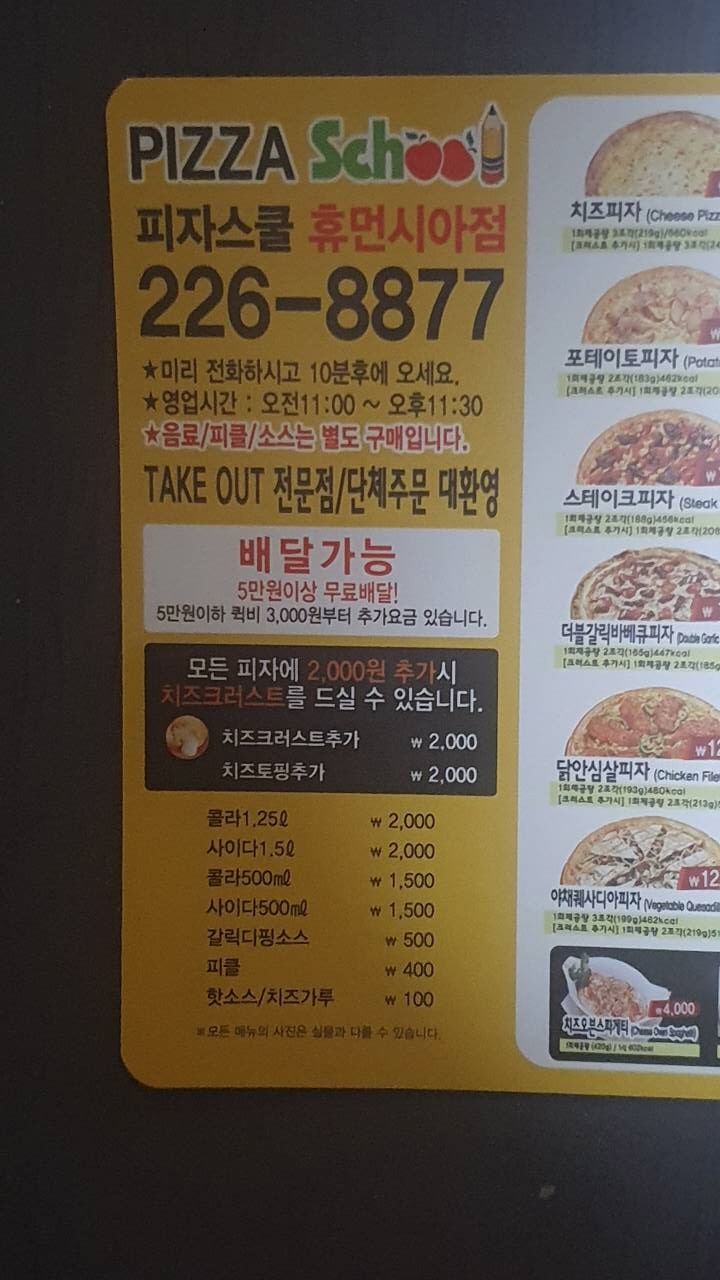 PIZZA School
피자스쿨 휴먼시아점
226-8877
★미리 전화하시고 10분후에 오세요.
★영업시간 : 오전11:00 ~ 오후11:30
★음료/피클/소스는 별도 구매입니다.
TAKE OUT 전문점/단체주문 대환영
배달가능
5만원이상 무료배달!
5만원이하 퀵비 3,000원부터 추가요금 있습니다.
모든 피자에 2,000원 추가시
치즈크러스트를 드실 수 있습니다.
치즈크러스트추가 ₩ 2,000
치즈토핑추가 ₩ 2,000
콜라1.25ℓ ₩ 2,000
사이다1.5ℓ ₩ 2,000
콜라500㎖ ₩ 1,500
사이다500㎖ ₩ 1,500
갈릭디핑소스 ₩ 500
피클 ₩ 400
핫소스/치즈가루 ₩ 100
※모든 메뉴의 사진은 실물과 다를 수 있습니다.
치즈피자 (Cheese Pizz
1회제공량 3조각(219g)/560kcal
[크러스트 추가시] 1회제공량 3조각(24
₩
포테이토피자 (Potat
1회제공량 2조각(183g)462kcal
[크러스트 추가시] 1회제공량 2조각(20
₩
스테이크피자 (Steak
1회제공량 2조각(188g)456kcal
[크러스트 추가시] 1회제공량 2조각(208
₩
더블갈릭바베큐피자 (Double Garlic
1회제공량 2조각(165g)447kcal
[크러스트 추가시] 1회제공량 2조각(185g
₩12
닭안심살피자 (Chicken File
1회제공량 2조각(193g)480kcal
[크러스트 추가시] 1회제공량 2조각(213g)5
₩12
야채퀘사디아피자 (Vegetable Quesadil
1회제공량 3조각(199g)462kcal
[크러스트 추가시] 1회제공량 2조각(219g)51
₩4,000
치즈오븐스파게티 (Cheese Oven Spaghetti)
1회제공량 (420g) / 1식 602kcal